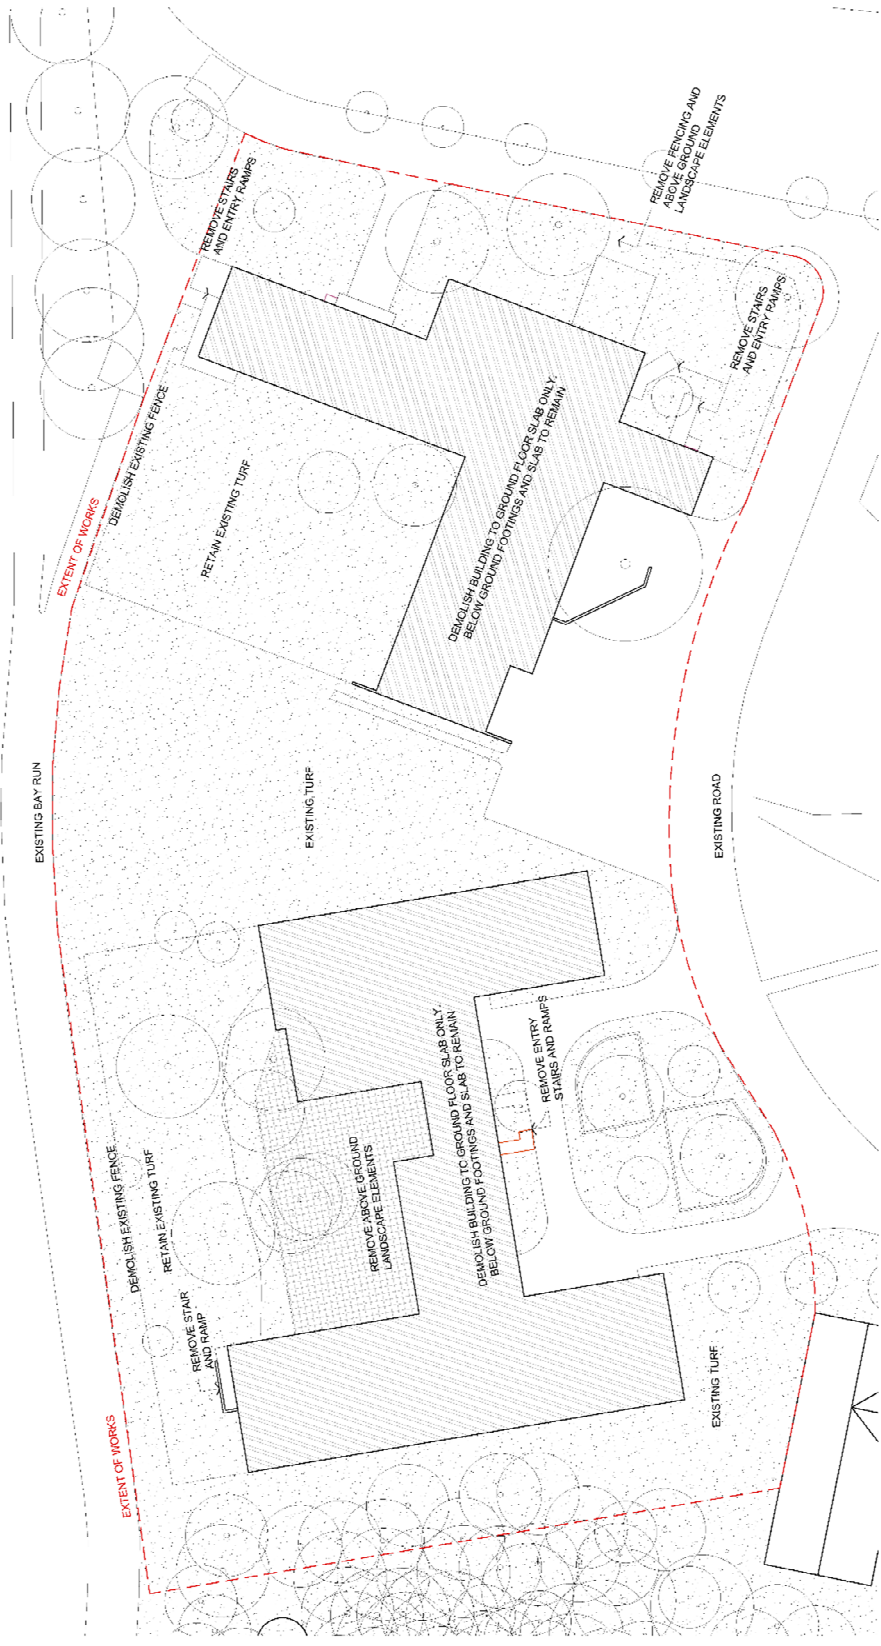 REMOVE FENCING AND
ABOVE GROUND
LANDSCAPE ELEMENTS
REMOVE STAIRS
AND ENTRY RAMPS
REMOVE STAIRS
AND ENTRY RAMPS
DEMOLISH EXISTING FENCE
EXTENT OF WORKS
RETAIN EXISTING TURF
DEMOLISH BUILDING TO GROUND FLOOR SLAB ONLY.
BELOW GROUND FOOTINGS AND SLAB TO REMAIN
EXISTING BAY RUN
EXISTING TURF
EXISTING ROAD
DEMOLISH BUILDING TO GROUND FLOOR SLAB ONLY.
BELOW GROUND FOOTINGS AND SLAB TO REMAIN
REMOVE ENTRY
STAIRS AND RAMPS
REMOVE ABOVE GROUND
LANDSCAPE ELEMENTS
DEMOLISH EXISTING FENCE
RETAIN EXISTING TURF
REMOVE STAIR
AND RAMP
EXISTING TURF
EXTENT OF WORKS